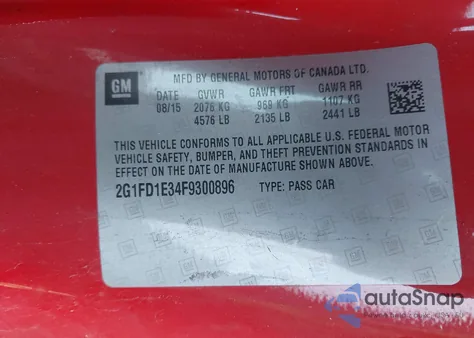 GM
MFD BY GENERAL MOTORS OF CANADA LTD.
DATE GVWR GAWR FRT GAWR RR
08/15 2076 KG 969 KG 1107 KG
4576 LB 2135 LB 2441 LB
THIS VEHICLE CONFORMS TO ALL APPLICABLE U.S. FEDERAL MOTOR
VEHICLE SAFETY, BUMPER, AND THEFT PREVENTION STANDARDS IN
EFFECT ON THE DATE OF MANUFACTURE SHOWN ABOVE.
2G1FD1E34F9300896 TYPE: PASS CAR
autoSnap